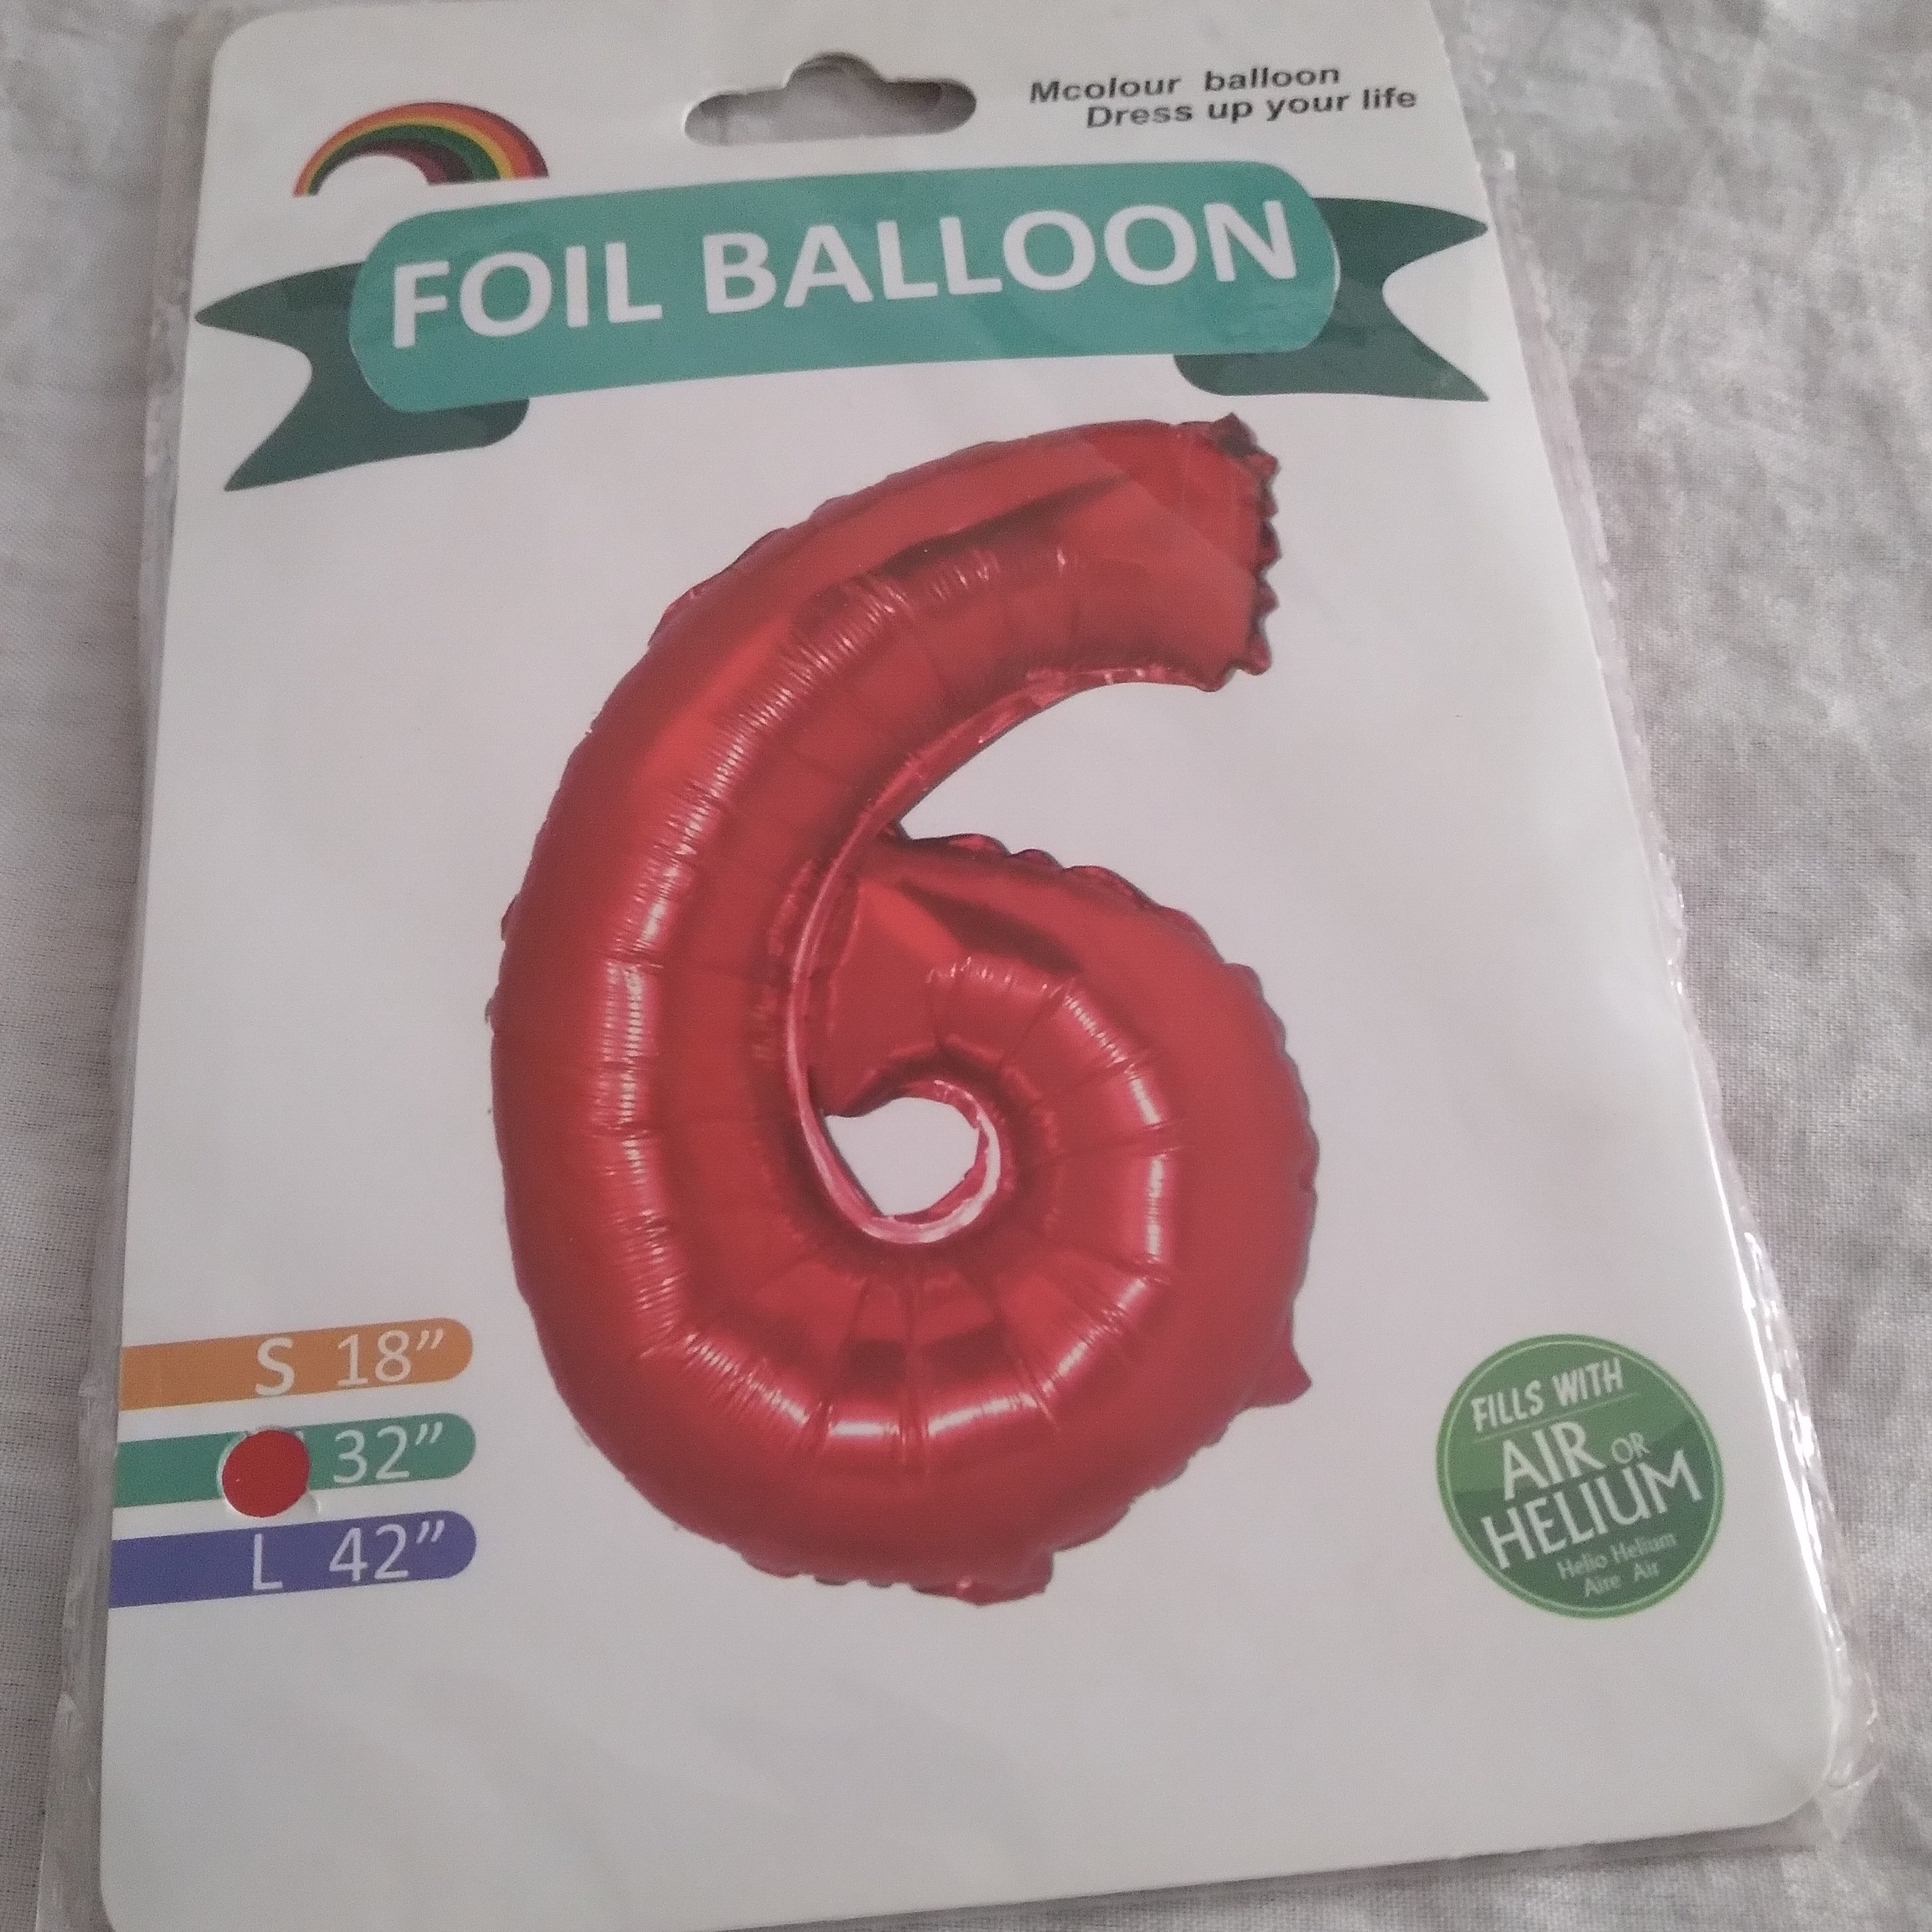 Mcolour balloon
Dress up your life
FOIL BALLOON
S 18”
32”
L 42”
FILLS WITH
AIR OR
HELIUM
Helio Helium
Aire Air